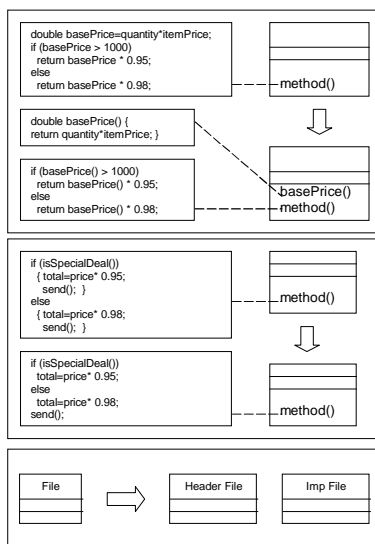 double basePrice=quantity*itemPrice;
if (basePrice > 1000)
return basePrice * 0.95;
else
return basePrice * 0.98;
method()
double basePrice() {
return quantity*itemPrice; }
if (basePrice() > 1000)
return basePrice() * 0.95;
else
return basePrice() * 0.98;
basePrice()
method()
if (isSpecialDeal())
{ total=price* 0.95;
send(); }
else
{ total=price* 0.98;
send(); }
method()
if (isSpecialDeal())
total=price* 0.95;
else
total=price* 0.98;
send();
method()
File
Header File
Imp File